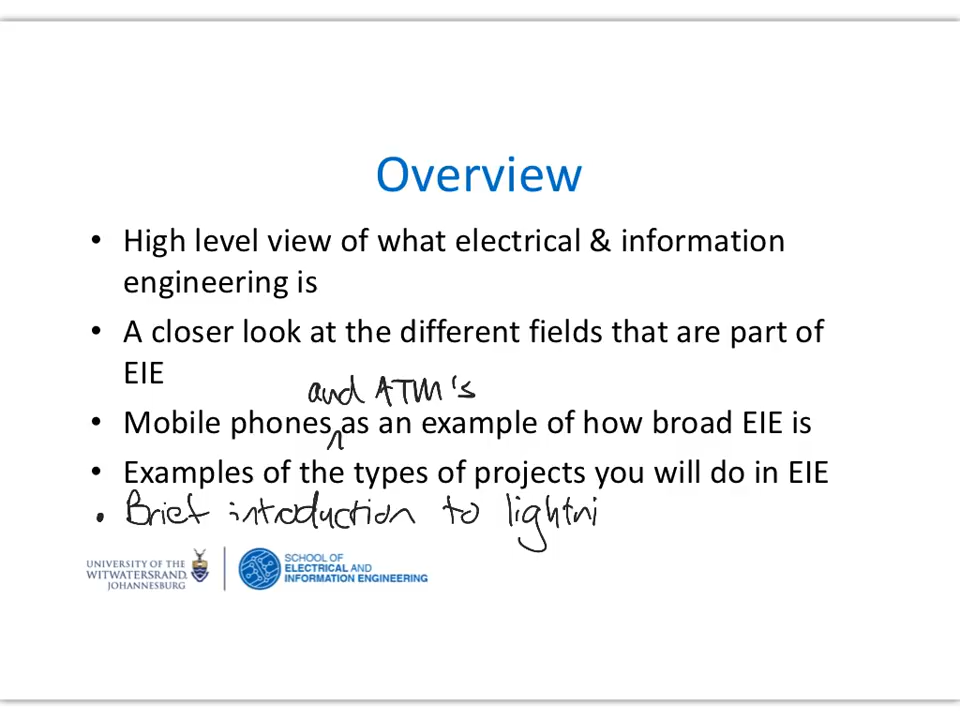 Overview
• High level view of what electrical & information
engineering is
• A closer look at the different fields that are part of
EIE
and ATM's
• Mobile phones as an example of how broad EIE is
• Examples of the types of projects you will do in EIE
• Brief introduction to lightni
UNIVERSITY OF THE
WITWATERSRAND,
JOHANNESBURG
SCHOOL OF
ELECTRICAL AND
INFORMATION ENGINEERING